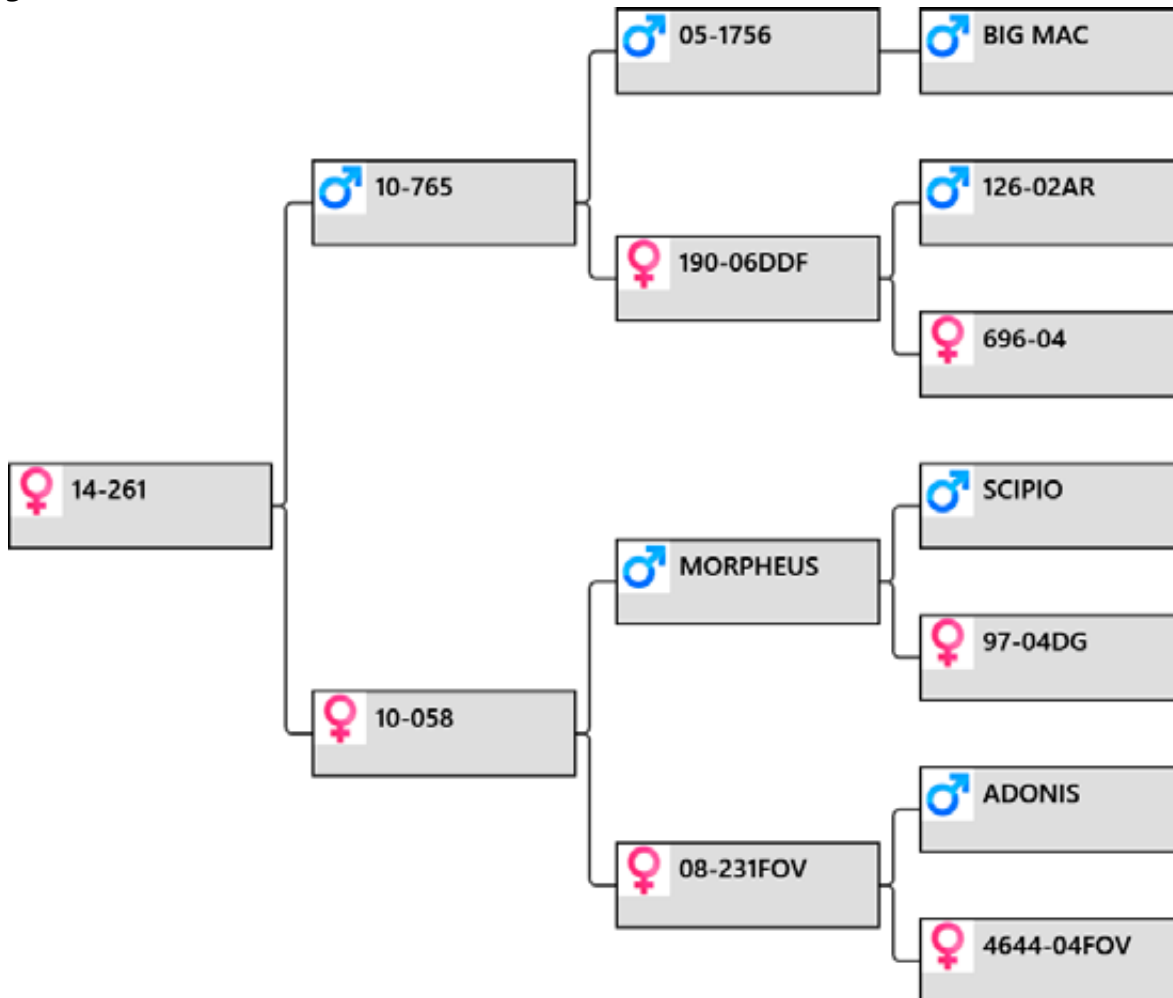 05-1756
BIG MAC
10-765
126-02AR
190-06DDF
696-04
14-261
SCIPIO
MORPHEUS
97-04DG
10-058
ADONIS
08-231FOV
4644-04FOV